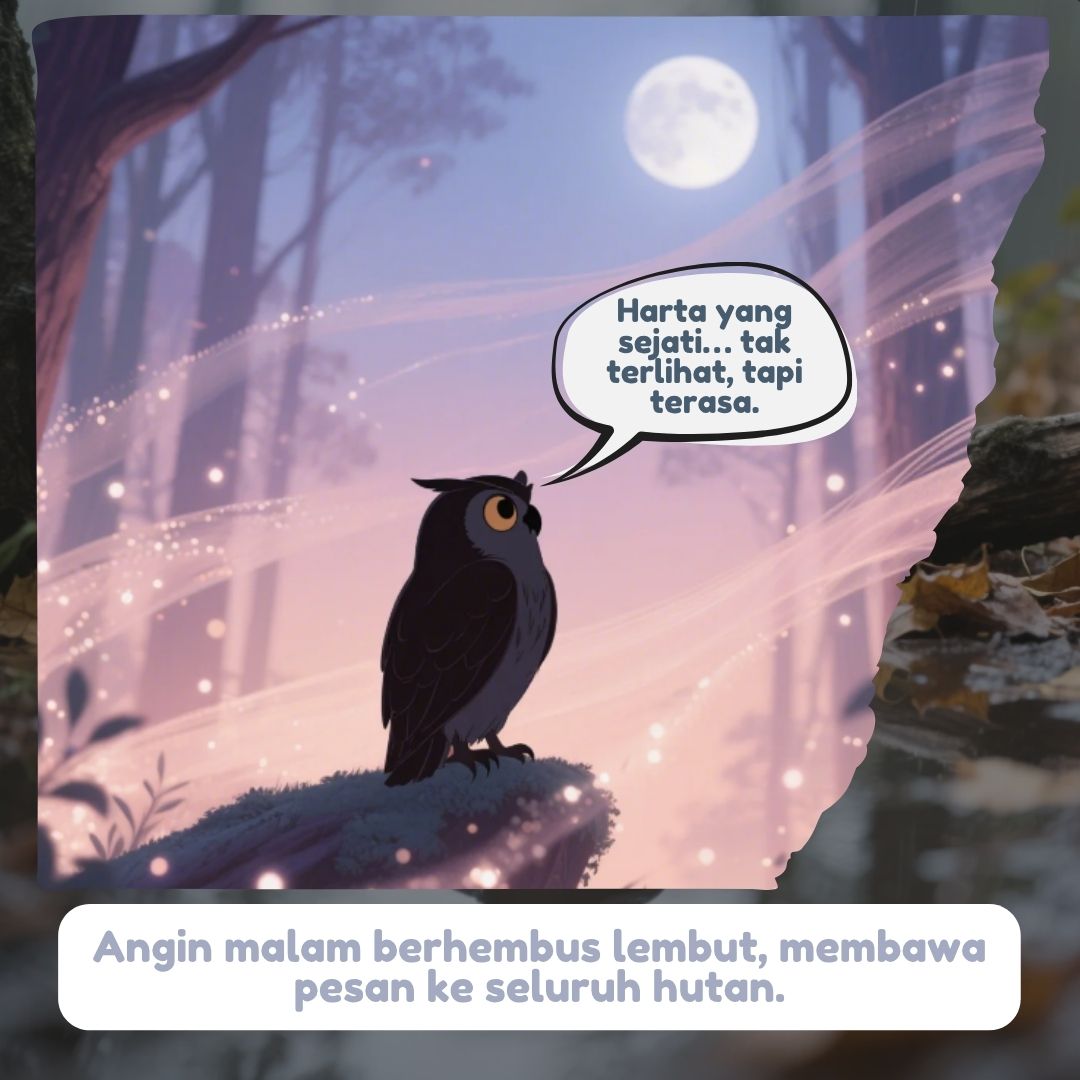 Harta yang
sejati... tak
terlihat, tapi
terasa.
Angin malam berhembus lembut, membawa
pesan ke seluruh hutan.